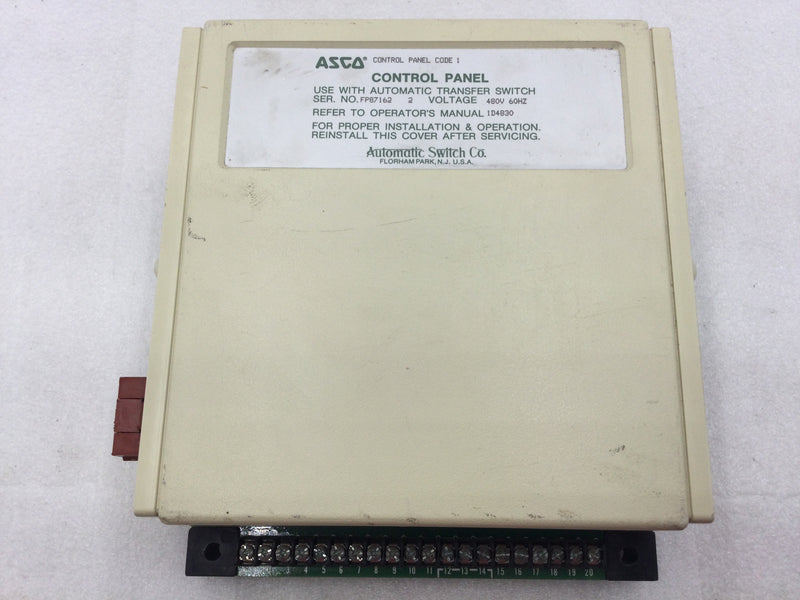 ASCO® CONTROL PANEL CODE 1
CONTROL PANEL
USE WITH AUTOMATIC TRANSFER SWITCH
SER. NO. FP87162 2 VOLTAGE 480V 60HZ
REFER TO OPERATOR'S MANUAL 1D4830
FOR PROPER INSTALLATION & OPERATION.
REINSTALL THIS COVER AFTER SERVICING.
Automatic Switch Co.
FLORHAM PARK, N.J. U.S.A.
3 4 5 6 7 8 9 10 11 12 13 14 15 16 17 18 19 20